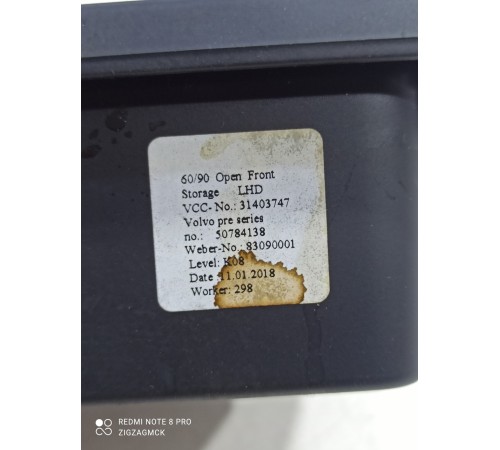 60/90 Open Front
Storage LHD
VCC- No.: 31403747
Volvo pre series
no.: 50784138
Weber-No.: 83090001
Level: K08
Date 11.01.2018
Worker: 298
REDMI NOTE 8 PRO
ZIGZAGMCK